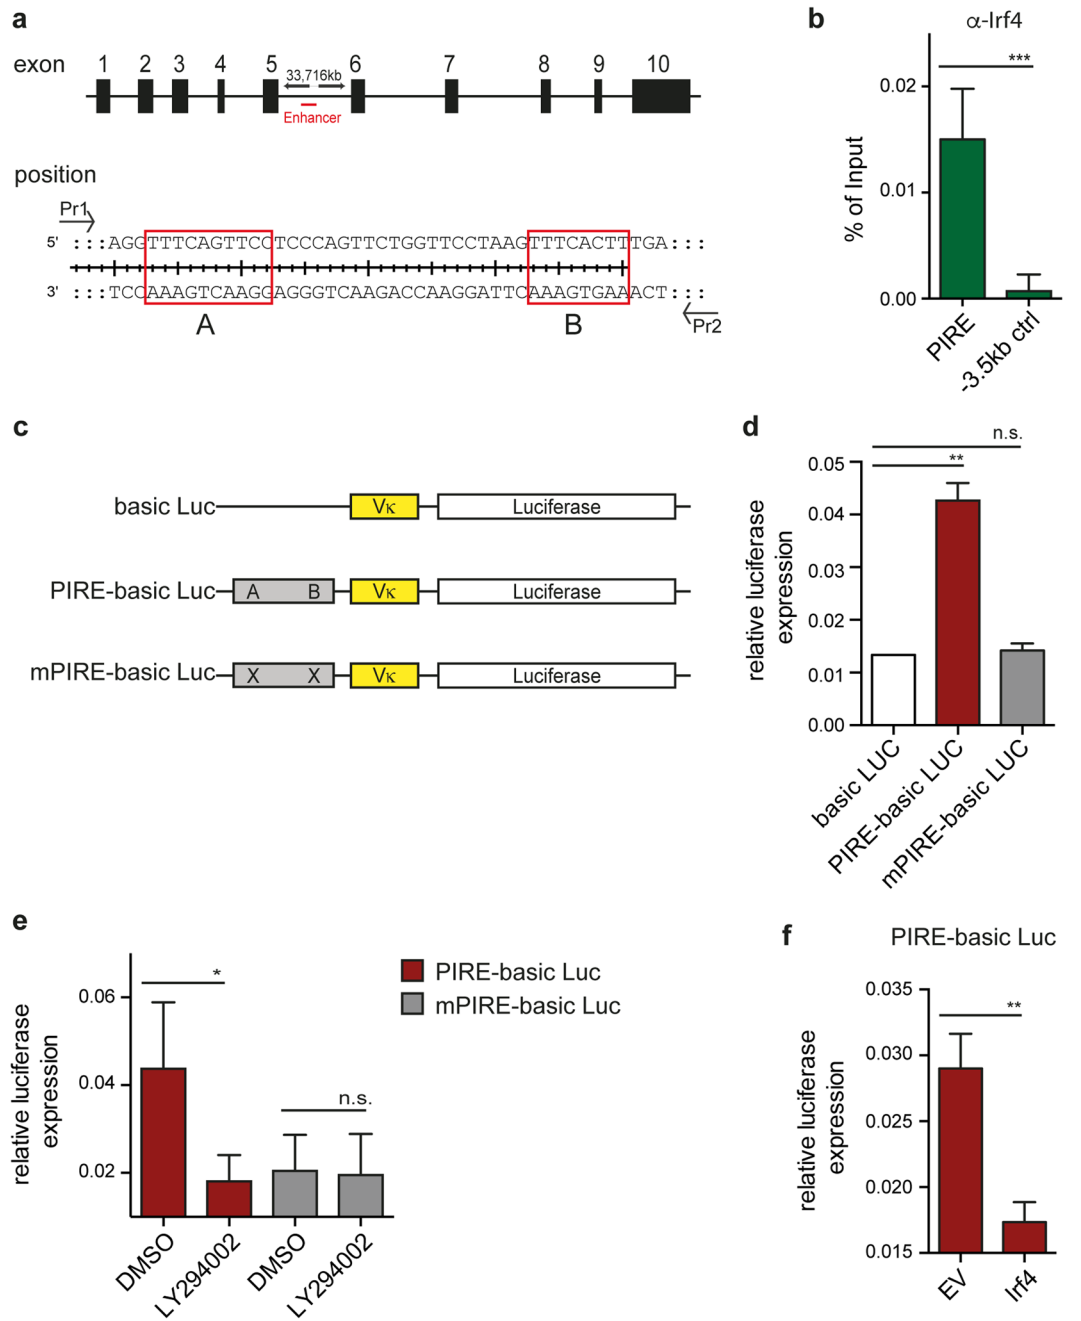 a
exon 1 2 3 4 5 6 7 8 9 10
33,716kb
Enhancer
position
Pr1
5' :::AGGTTTCAGTTCCTCCCAGTTCTGGTTCCTAAGTTTCACTTTGA:::
3' :::TCCAAAGTCAAGGAGGGTCAAGACCAAGGATTCAAAGTGAAACT:::
A B
Pr2
b
α-Irf4
***
% of Input
0.02
0.01
0.00
PIRE
-3.5kb ctrl
c
basic Luc Vκ Luciferase
PIRE-basic Luc A B Vκ Luciferase
mPIRE-basic Luc X X Vκ Luciferase
d
n.s.
**
relative luciferase
expression
0.05
0.04
0.03
0.02
0.01
0.00
basic LUC
PIRE-basic LUC
mPIRE-basic LUC
e
relative luciferase
expression
0.06
0.04
0.02
*
n.s.
DMSO
LY294002
DMSO
LY294002
PIRE-basic Luc
mPIRE-basic Luc
f
PIRE-basic Luc
relative luciferase
expression
0.035
0.030
0.025
0.020
0.015
**
EV
Irf4